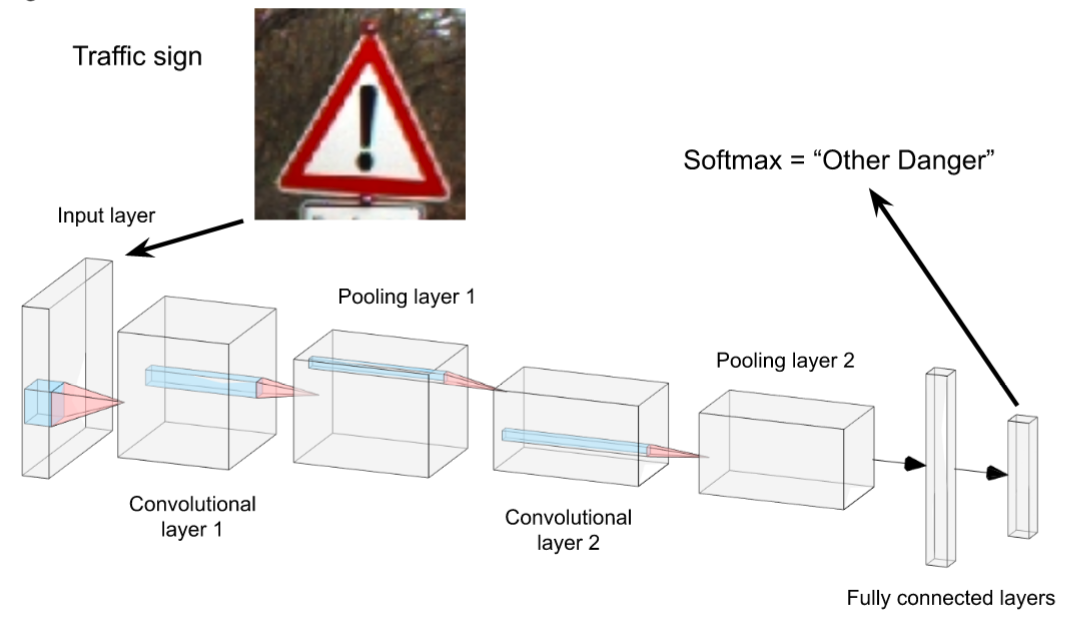 Traffic sign
!
Softmax = “Other Danger”
Input layer
Pooling layer 1
Pooling layer 2
Convolutional
layer 1
Convolutional
layer 2
Fully connected layers